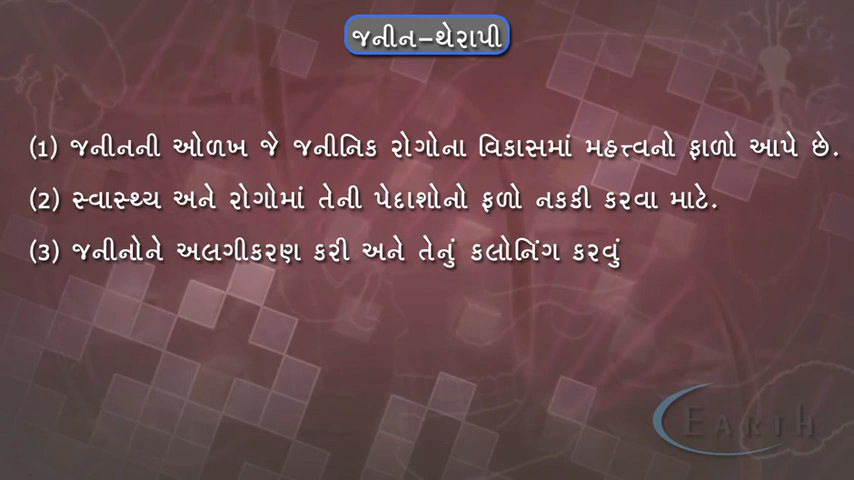 જનીન–થેરાપી
(1) જનીનની ઓળખ જે જનીનિક રોગોના વિકાસમાં મહત્ત્વનો ફાળો આપે છે.
(2) સ્વાસ્થ્ય અને રોગોમાં તેની પેદાશોનો ફળો નકકી કરવા માટે.
(3) જનીનોને અલગીકરણ કરી અને તેનું કલોનિંગ કરવું
EARTH